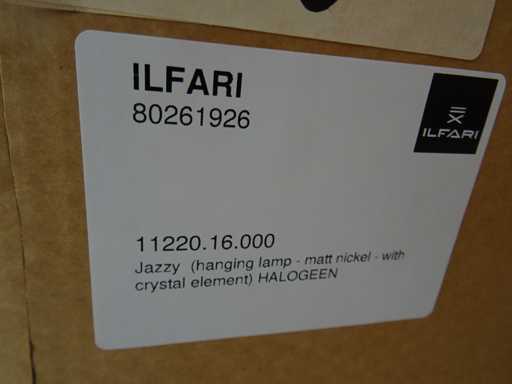 ILFARI
80261926
ILFARI
11220.16.000
Jazzy (hanging lamp - matt nickel - with
crystal element) HALOGEEN